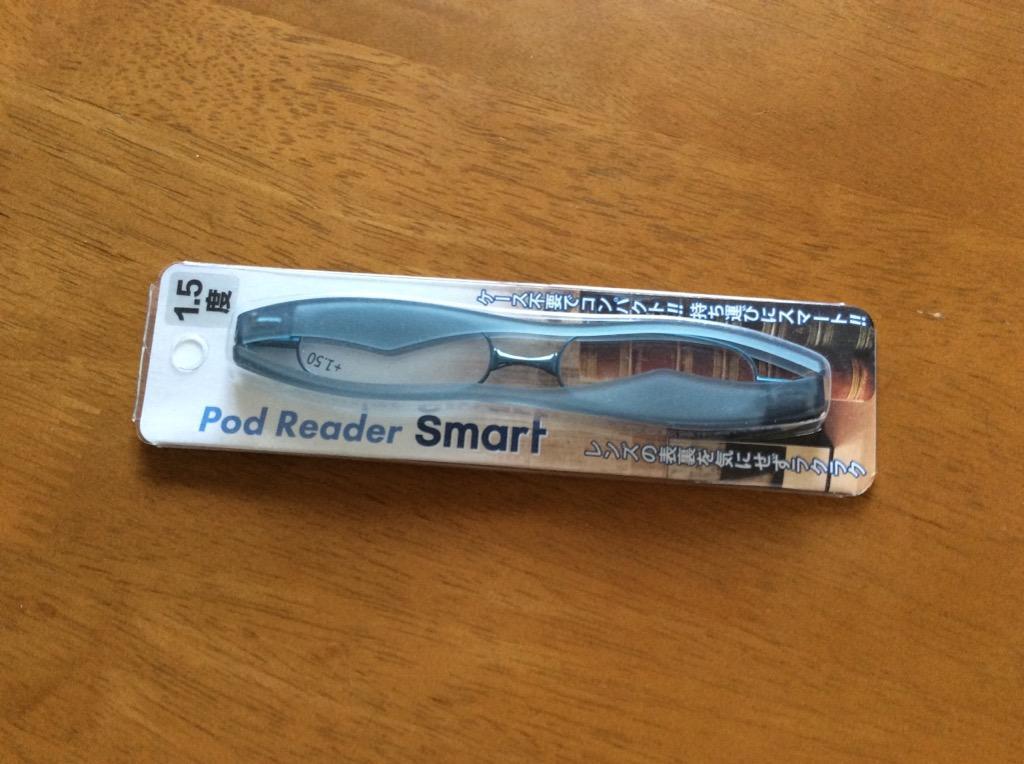 1.5
度
ケース不要でコンパクト!! 持ち運びにスマート!!
+1.50
Pod Reader Smart
レンズの表裏を気にせずラクラク